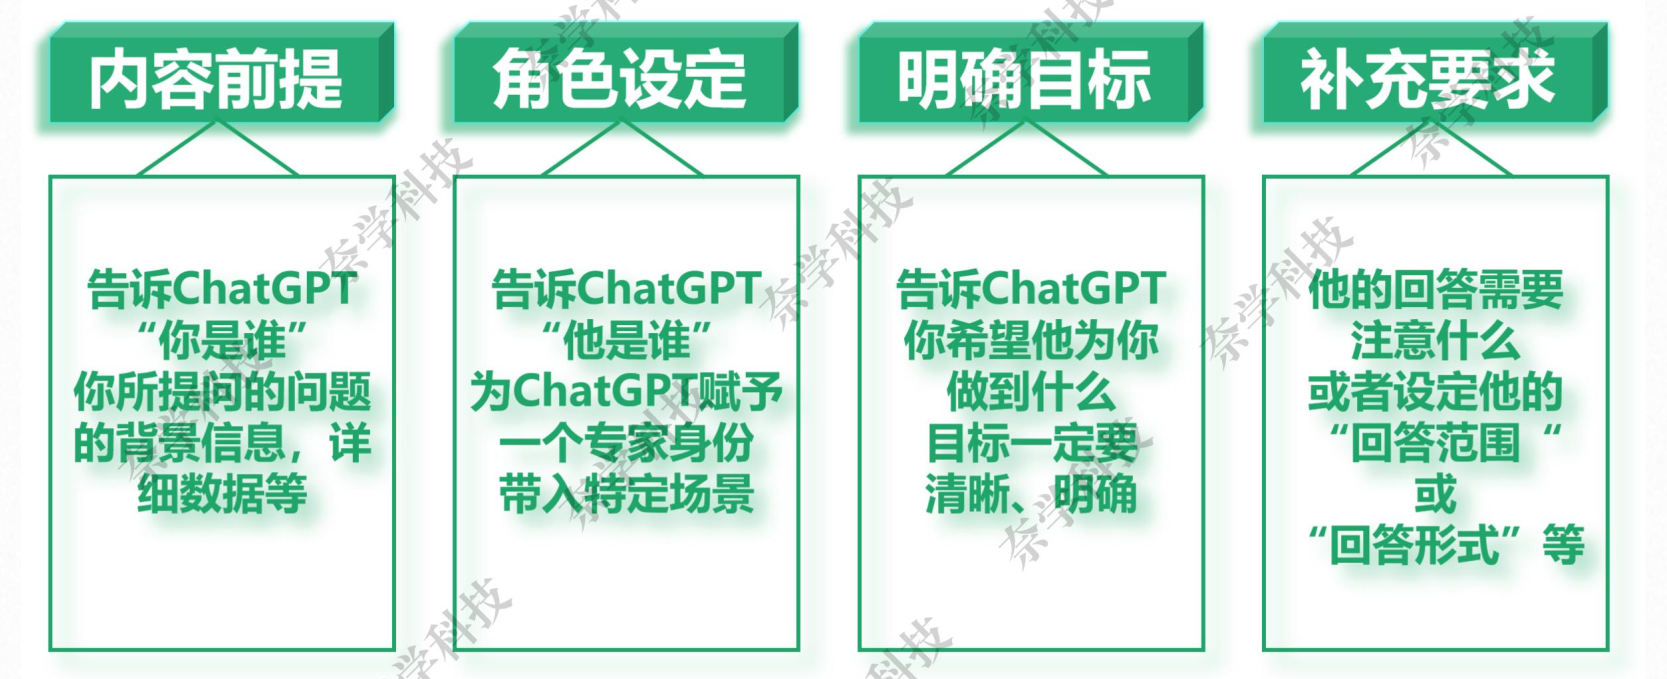 内容前提
告诉ChatGPT
“你是谁”
你所提问的问题
的背景信息，详
细数据等
角色设定
告诉ChatGPT
“他是谁”
为ChatGPT赋予
一个专家身份
带入特定场景
明确目标
告诉ChatGPT
你希望他为你
做到什么
目标一定要
清晰、明确
补充要求
他的回答需要
注意什么
或者设定他的
“回答范围“
或
“回答形式”等
奈学科技
奈学科技
奈学科技
奈学科技
奈学科技
奈学科技
奈学科技
奈学科技
奈学科技
奈学科技
学科技
科技